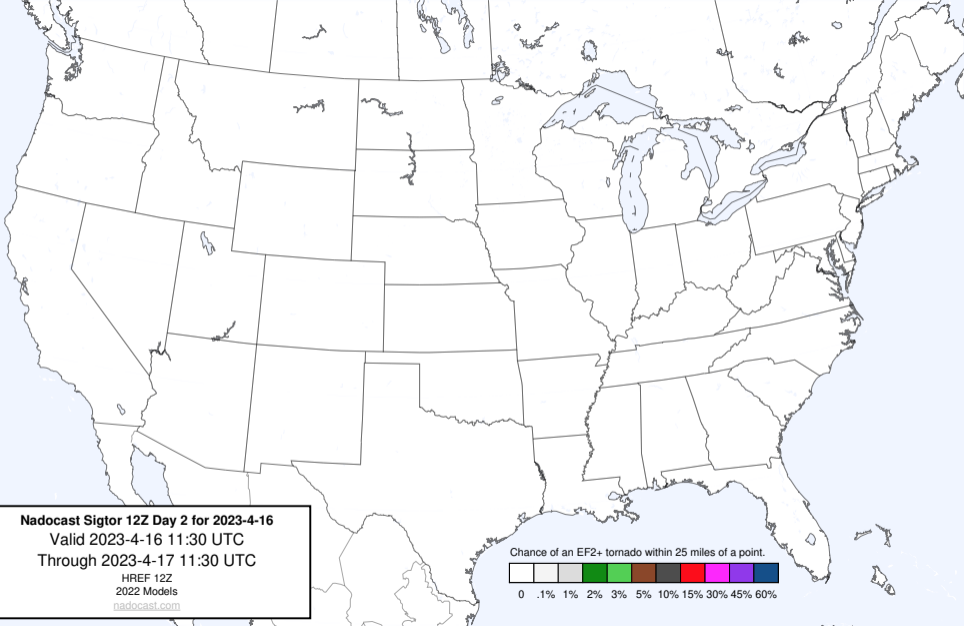 Nadocast Sigtor 12Z Day 2 for 2023-4-16
Valid 2023-4-16 11:30 UTC
Through 2023-4-17 11:30 UTC
HREF 12Z
2022 Models
nadocast.com
Chance of an EF2+ tornado within 25 miles of a point.
0 .1% 1% 2% 3% 5% 10% 15% 30% 45% 60%